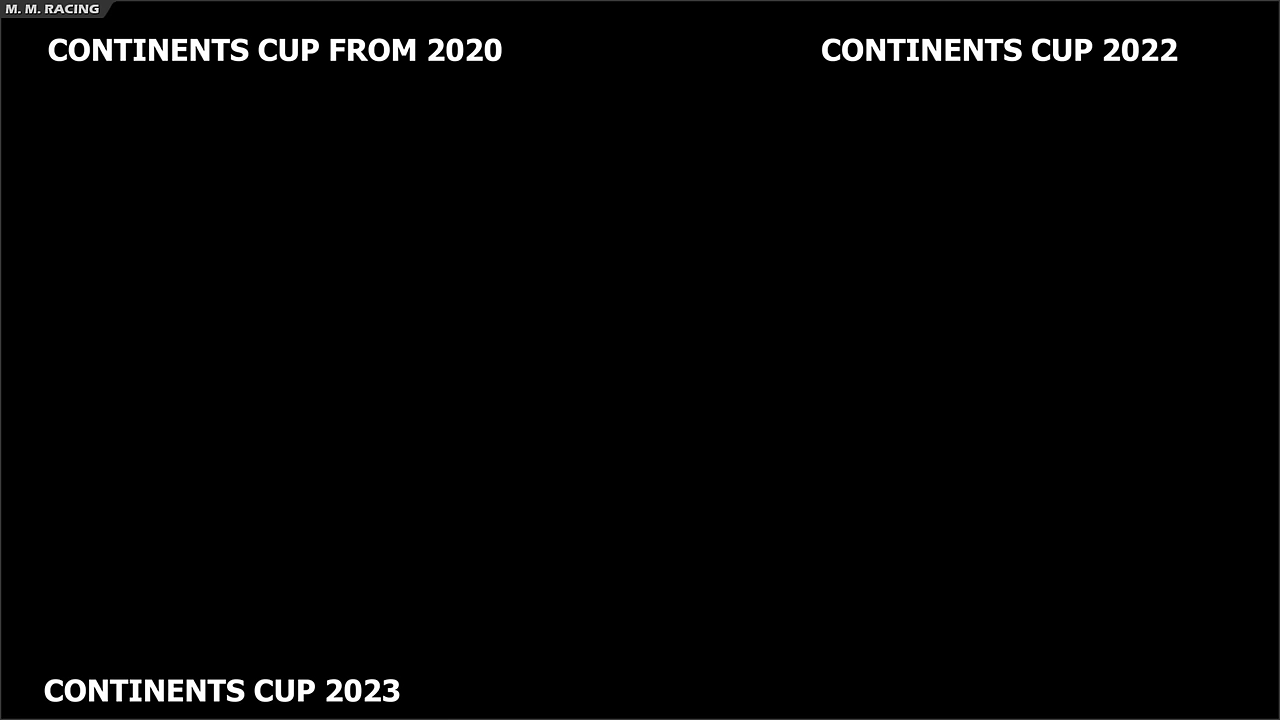 M. M. RACING
CONTINENTS CUP FROM 2020
CONTINENTS CUP 2022
CONTINENTS CUP 2023